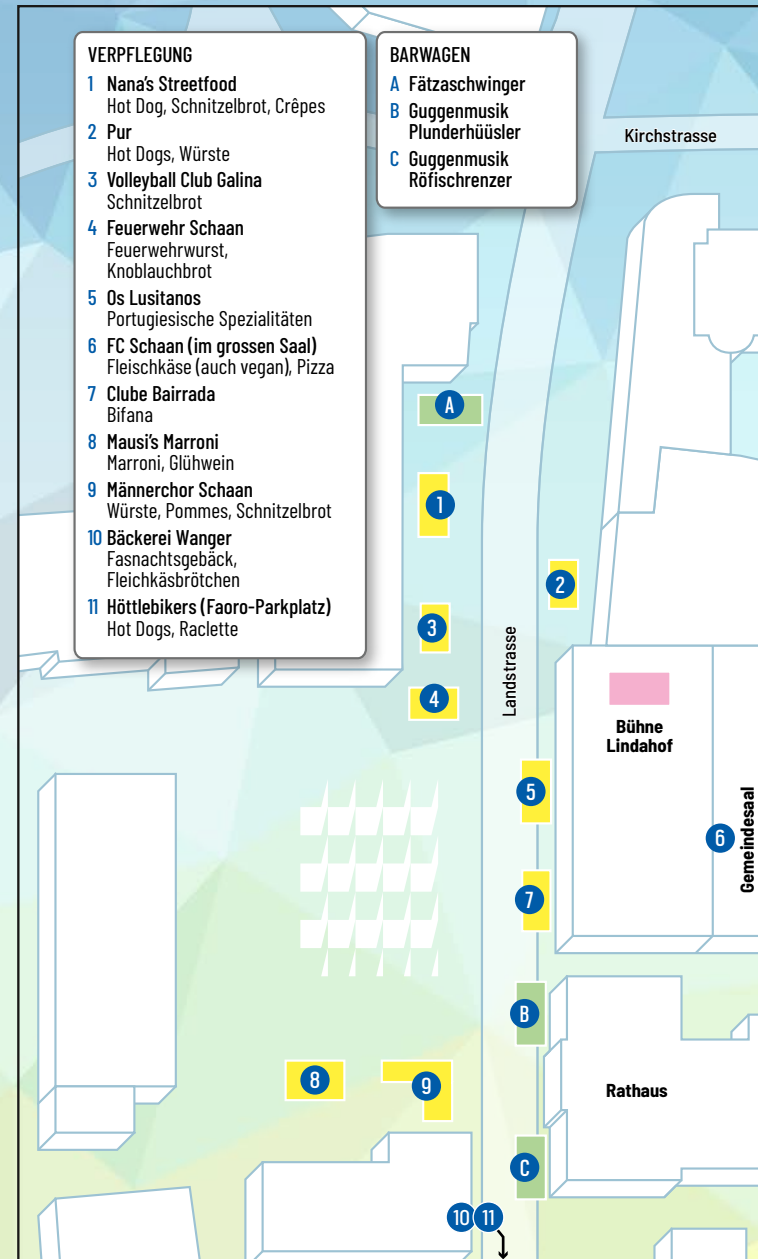 VERPFLEGUNG
1 Nana's Streetfood
Hot Dog, Schnitzelbrot, Crêpes
2 Pur
Hot Dogs, Würste
3 Volleyball Club Galina
Schnitzelbrot
4 Feuerwehr Schaan
Feuerwehrwurst,
Knoblauchbrot
5 Os Lusitanos
Portugiesische Spezialitäten
6 FC Schaan (im grossen Saal)
Fleischkäse (auch vegan), Pizza
7 Clube Bairrada
Bifana
8 Mausi's Marroni
Marroni, Glühwein
9 Männerchor Schaan
Würste, Pommes, Schnitzelbrot
10 Bäckerei Wanger
Fasnachtsgebäck,
Fleichkäsbrötchen
11 Höttlebikers (Faoro-Parkplatz)
Hot Dogs, Raclette
BARWAGEN
A Fätzaschwinger
B Guggenmusik
Plunderhüüsler
C Guggenmusik
Röfischrenzer
Kirchstrasse
A
1
2
3
Landstrasse
4
Bühne
Lindahof
5
6
Gemeindesaal
7
B
8
9
Rathaus
C
10 11